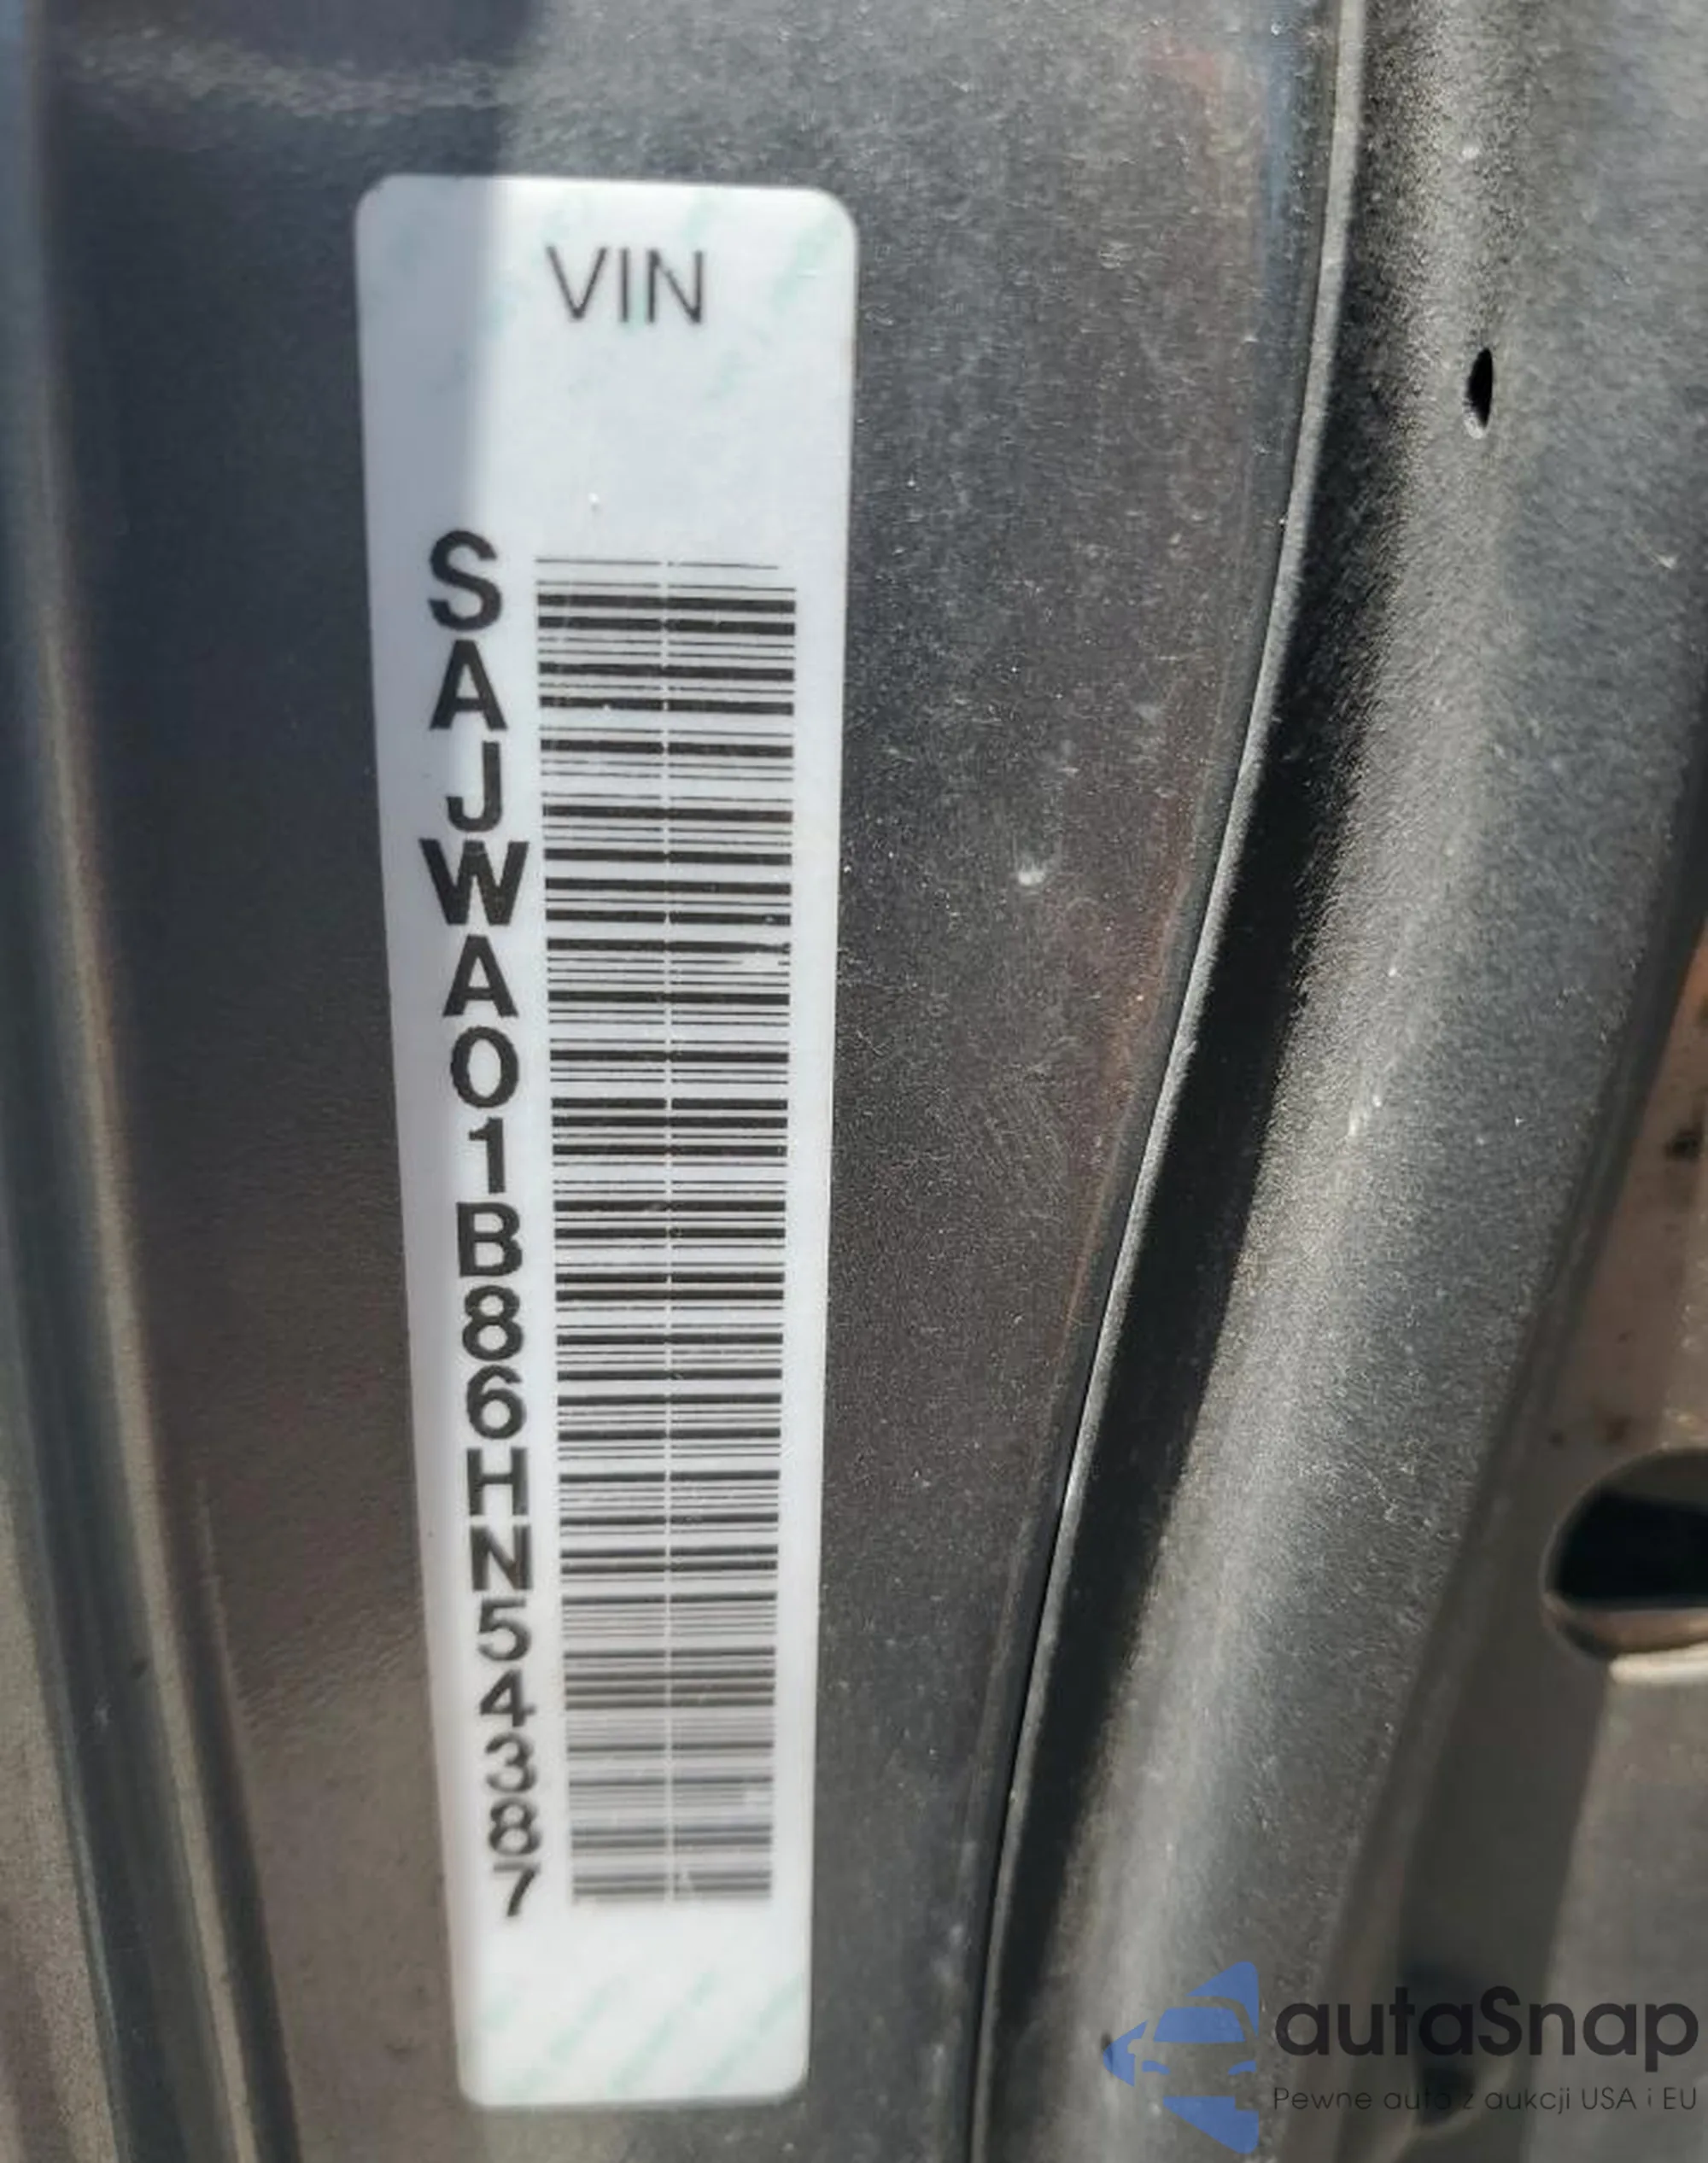 VIN
SAJWA01B86HN54387
autaSnap
Pewne auta z aukcji USA i EU